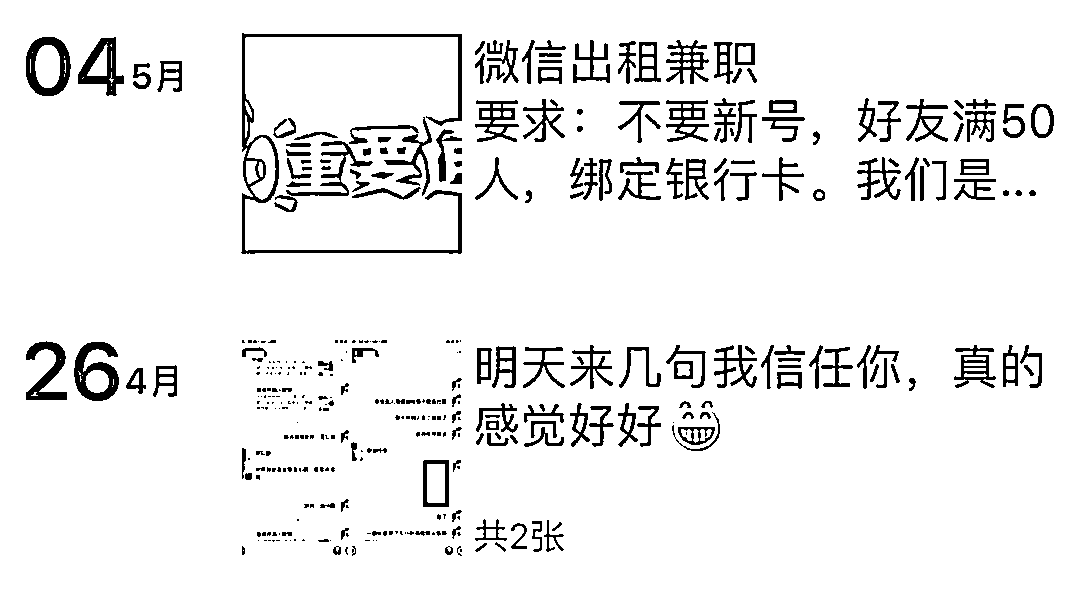 04 5月
重要
微信出租兼职
要求：不要新号，好友满50
人，绑定银行卡。我们是...
26 4月
明天来几句我信任你，真的
感觉好好😁
共2张